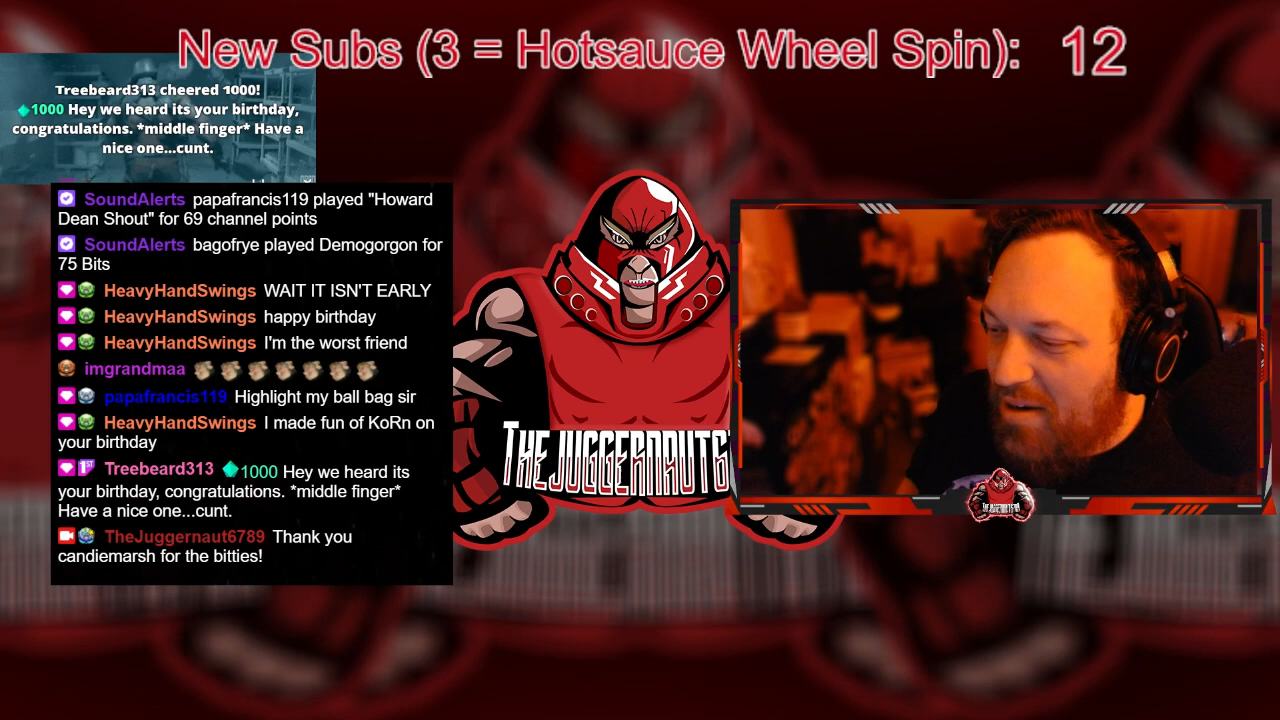 New Subs (3 = Hotsauce Wheel Spin): 12
Treebeard313 cheered 1000!
1000 Hey we heard its your birthday,
congratulations. *middle finger* Have a
nice one...cunt.
SoundAlerts papafrancis119 played "Howard
Dean Shout" for 69 channel points
SoundAlerts bagofrye played Demogorgon for
75 Bits
HeavyHandSwings WAIT IT ISN'T EARLY
HeavyHandSwings happy birthday
HeavyHandSwings I'm the worst friend
imgrandmaa
papafrancis119 Highlight my ball bag sir
HeavyHandSwings I made fun of KoRn on
your birthday
1ST Treebeard313 1000 Hey we heard its
your birthday, congratulations. *middle finger*
Have a nice one...cunt.
TheJuggernaut6789 Thank you
candiemarsh for the bitties!
THEJUGGERNAUT6